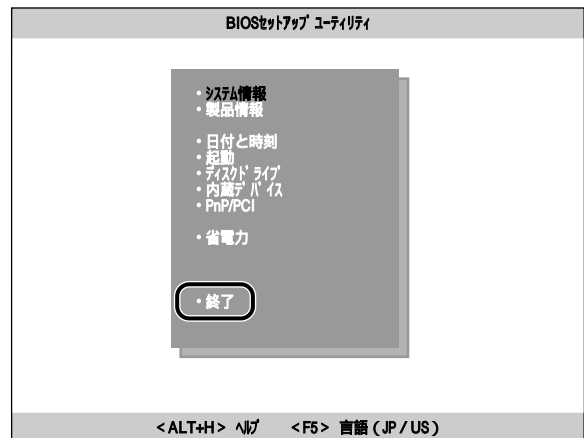 BIOSｾｯﾄｱｯﾌﾟ ﾕｰﾃｨﾘﾃｨ
・ｼｽﾃﾑ情報
・製品情報
・日付と時刻
・起動
・ﾃﾞｨｽｸﾄﾞﾗｲﾌﾞ
・内蔵ﾃﾞﾊﾞｲｽ
・PnP/PCI
・省電力
・終了
<ALT+H> ﾍﾙﾌﾟ <F5> 言語 ( JP / US )